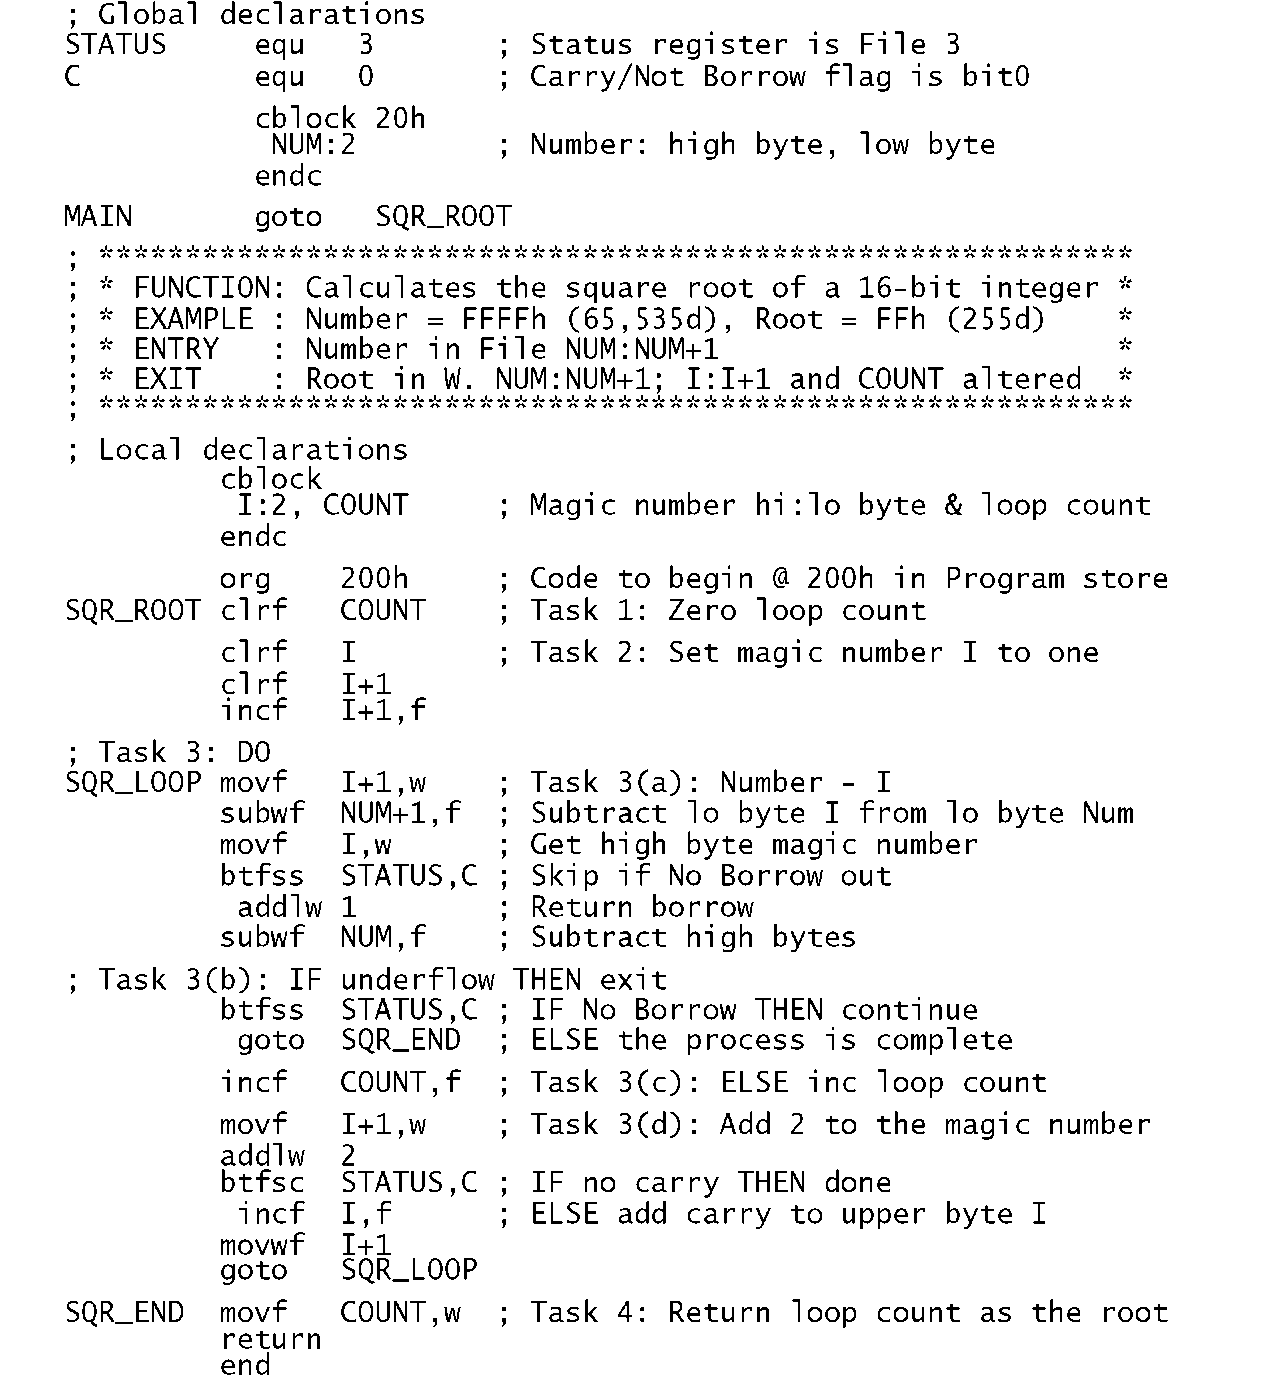 ; Global declarations
STATUS     equ   3       ; Status register is File 3
C          equ   0       ; Carry/Not Borrow flag is bit0
           cblock 20h
            NUM:2        ; Number: high byte, low byte
           endc
MAIN       goto   SQR_ROOT
; ************************************************************
; * FUNCTION: Calculates the square root of a 16-bit integer *
; * EXAMPLE : Number = FFFFh (65,535d), Root = FFh (255d)    *
; * ENTRY   : Number in File NUM:NUM+1                       *
; * EXIT    : Root in W. NUM:NUM+1; I:I+1 and COUNT altered  *
; ************************************************************
; Local declarations
         cblock
          I:2, COUNT     ; Magic number hi:lo byte & loop count
         endc
         org    200h     ; Code to begin @ 200h in Program store
SQR_ROOT clrf   COUNT    ; Task 1: Zero loop count
         clrf   I        ; Task 2: Set magic number I to one
         clrf   I+1
         incf   I+1,f
; Task 3: DO
SQR_LOOP movf   I+1,w    ; Task 3(a): Number - I
         subwf  NUM+1,f  ; Subtract lo byte I from lo byte Num
         movf   I,w      ; Get high byte magic number
         btfss  STATUS,C ; Skip if No Borrow out
          addlw 1        ; Return borrow
         subwf  NUM,f    ; Subtract high bytes
; Task 3(b): IF underflow THEN exit
         btfss  STATUS,C ; IF No Borrow THEN continue
          goto  SQR_END  ; ELSE the process is complete
         incf   COUNT,f  ; Task 3(c): ELSE inc loop count
         movf   I+1,w    ; Task 3(d): Add 2 to the magic number
         addlw  2
         btfsc  STATUS,C ; IF no carry THEN done
          incf  I,f      ; ELSE add carry to upper byte I
         movwf  I+1
         goto   SQR_LOOP
SQR_END  movf   COUNT,w  ; Task 4: Return loop count as the root
         return
         end